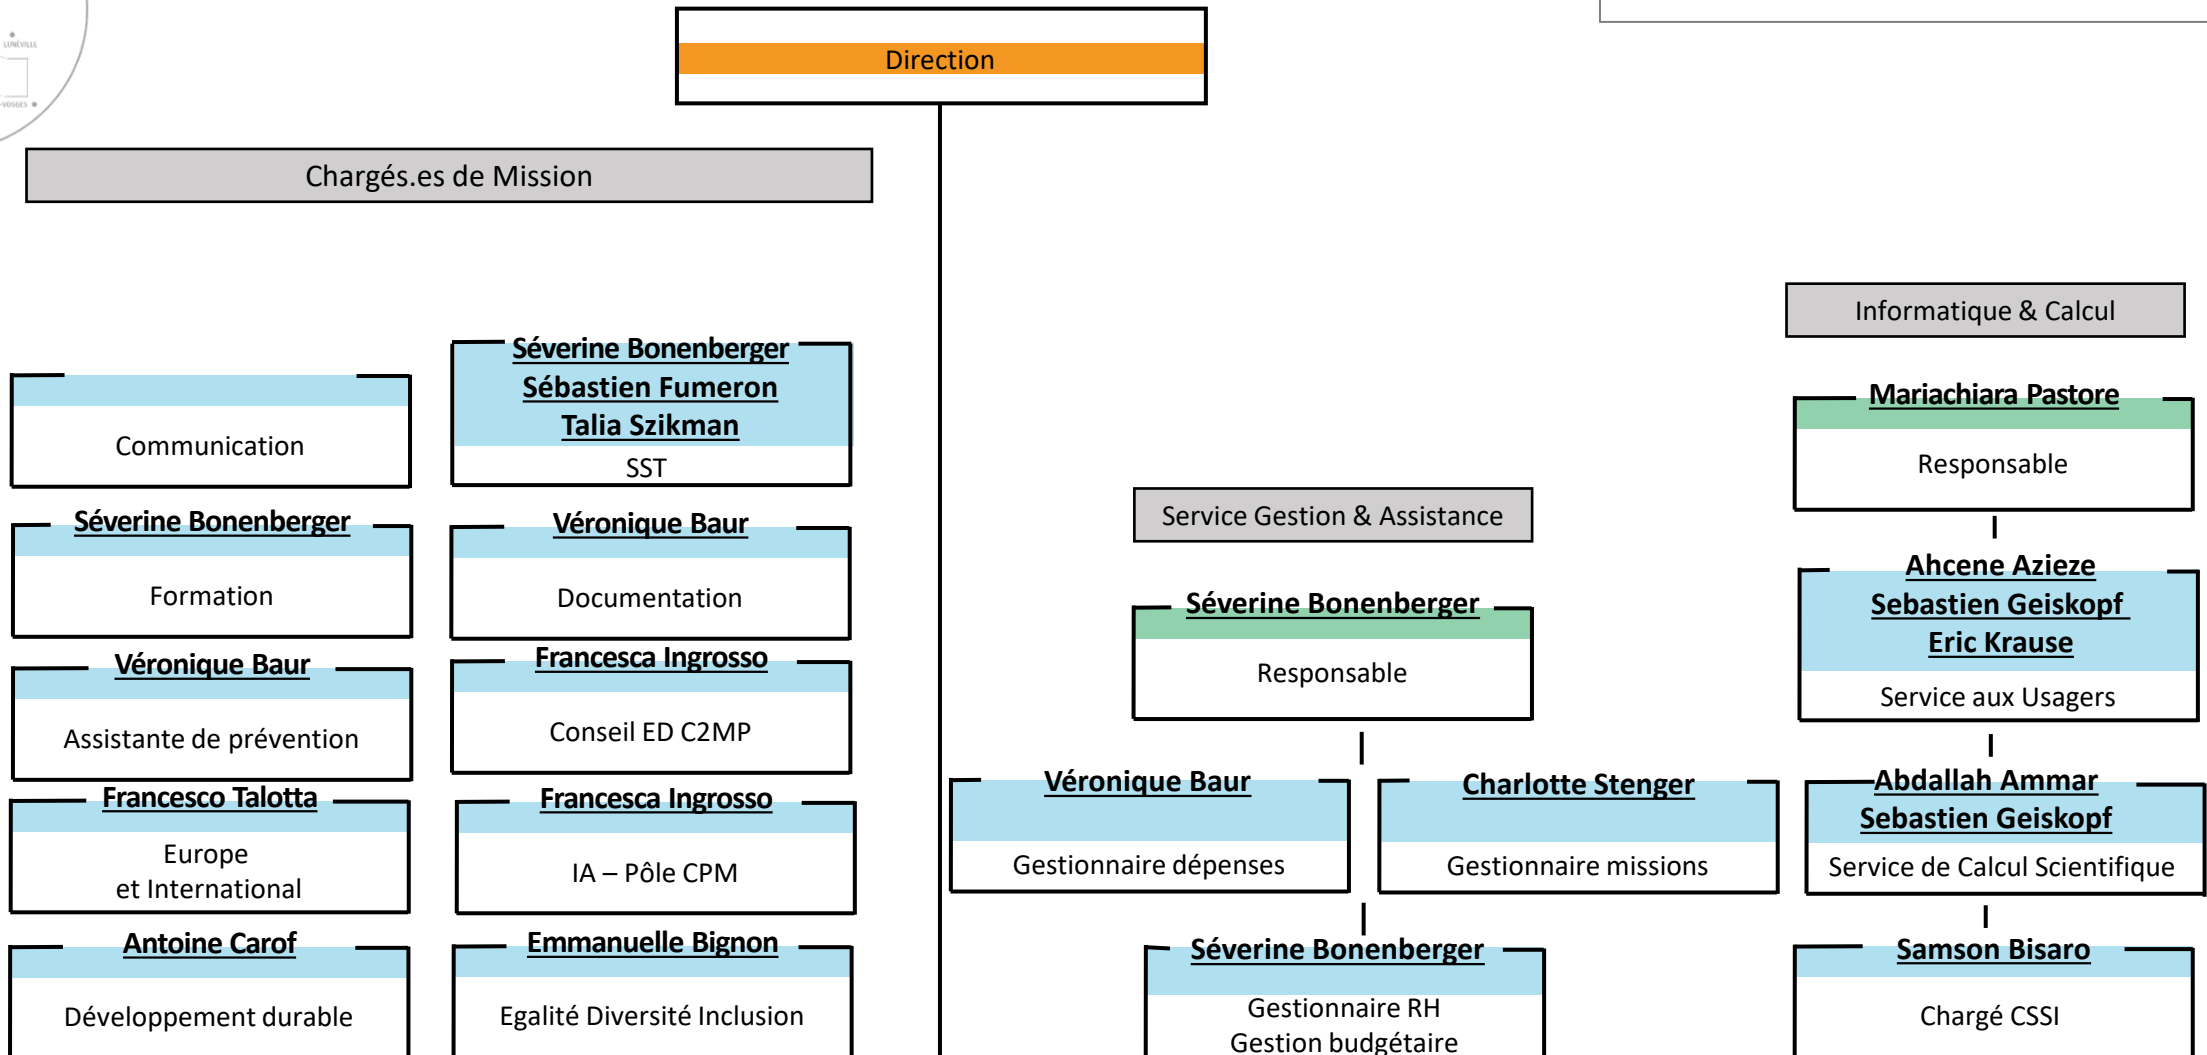 LUNÉVILLE
Direction
Chargés.es de Mission
Communication
Séverine Bonenberger
Sébastien Fumeron
Talia Szikman
SST
Séverine Bonenberger
Formation
Véronique Baur
Documentation
Véronique Baur
Assistante de prévention
Francesca Ingrosso
Conseil ED C2MP
Francesco Talotta
Europe
et International
Francesca Ingrosso
IA – Pôle CPM
Antoine Carof
Développement durable
Emmanuelle Bignon
Egalité Diversité Inclusion
Service Gestion & Assistance
Séverine Bonenberger
Responsable
Véronique Baur
Gestionnaire dépenses
Charlotte Stenger
Gestionnaire missions
Séverine Bonenberger
Gestionnaire RH
Gestion budgétaire
Informatique & Calcul
Mariachiara Pastore
Responsable
Ahcene Azieze
Sebastien Geiskopf
Eric Krause
Service aux Usagers
Abdallah Ammar
Sebastien Geiskopf
Service de Calcul Scientifique
Samson Bisaro
Chargé CSSI